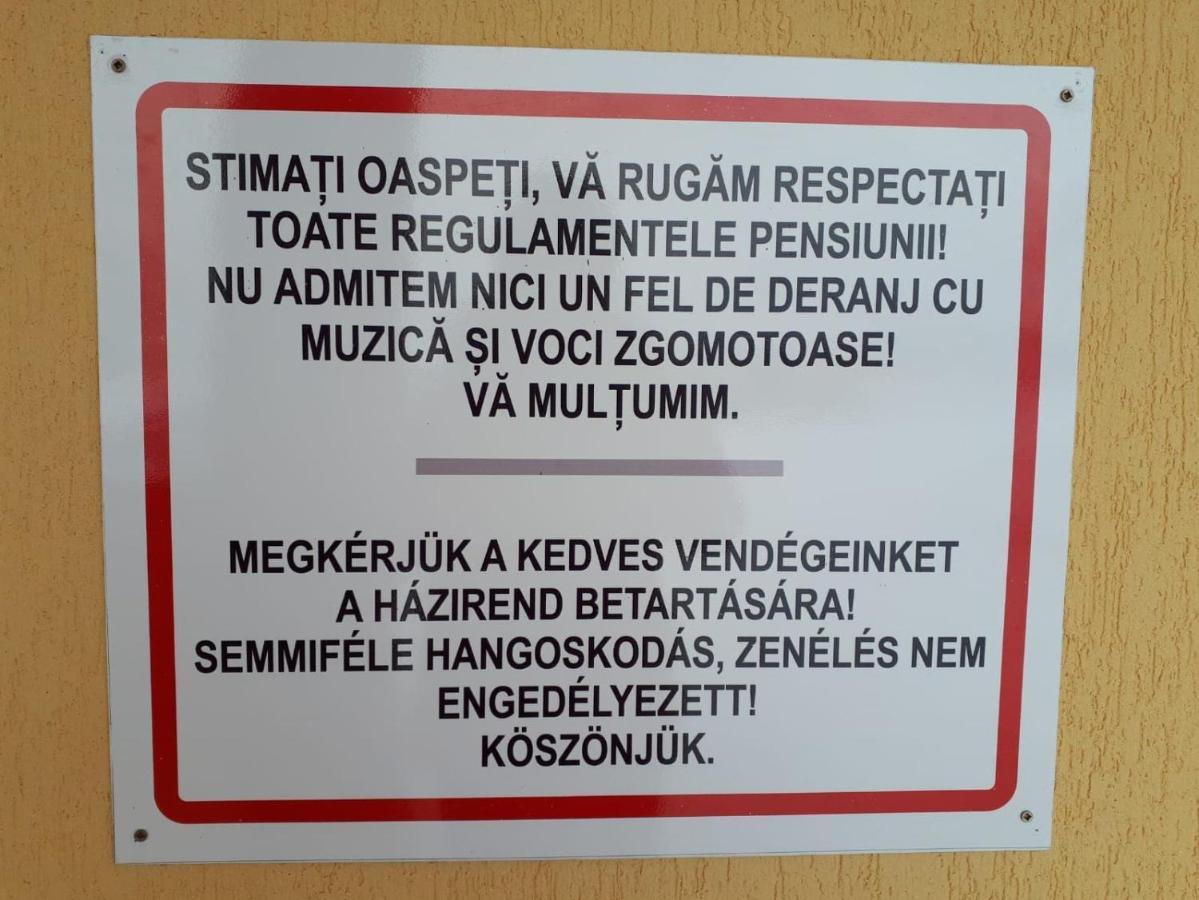 STIMAȚI OASPEȚI, VĂ RUGĂM RESPECTAȚI
TOATE REGULAMENTELE PENSIUNII!
NU ADMITEM NICI UN FEL DE DERANJ CU
MUZICĂ ȘI VOCI ZGOMOTOASE!
VĂ MULȚUMIM.
MEGKÉRJÜK A KEDVES VENDÉGEINKET
A HÁZIREND BETARTÁSÁRA!
SEMMIFÉLE HANGOSKODÁS, ZENÉLÉS NEM
ENGEDÉLYEZETT!
KÖSZÖNJÜK.